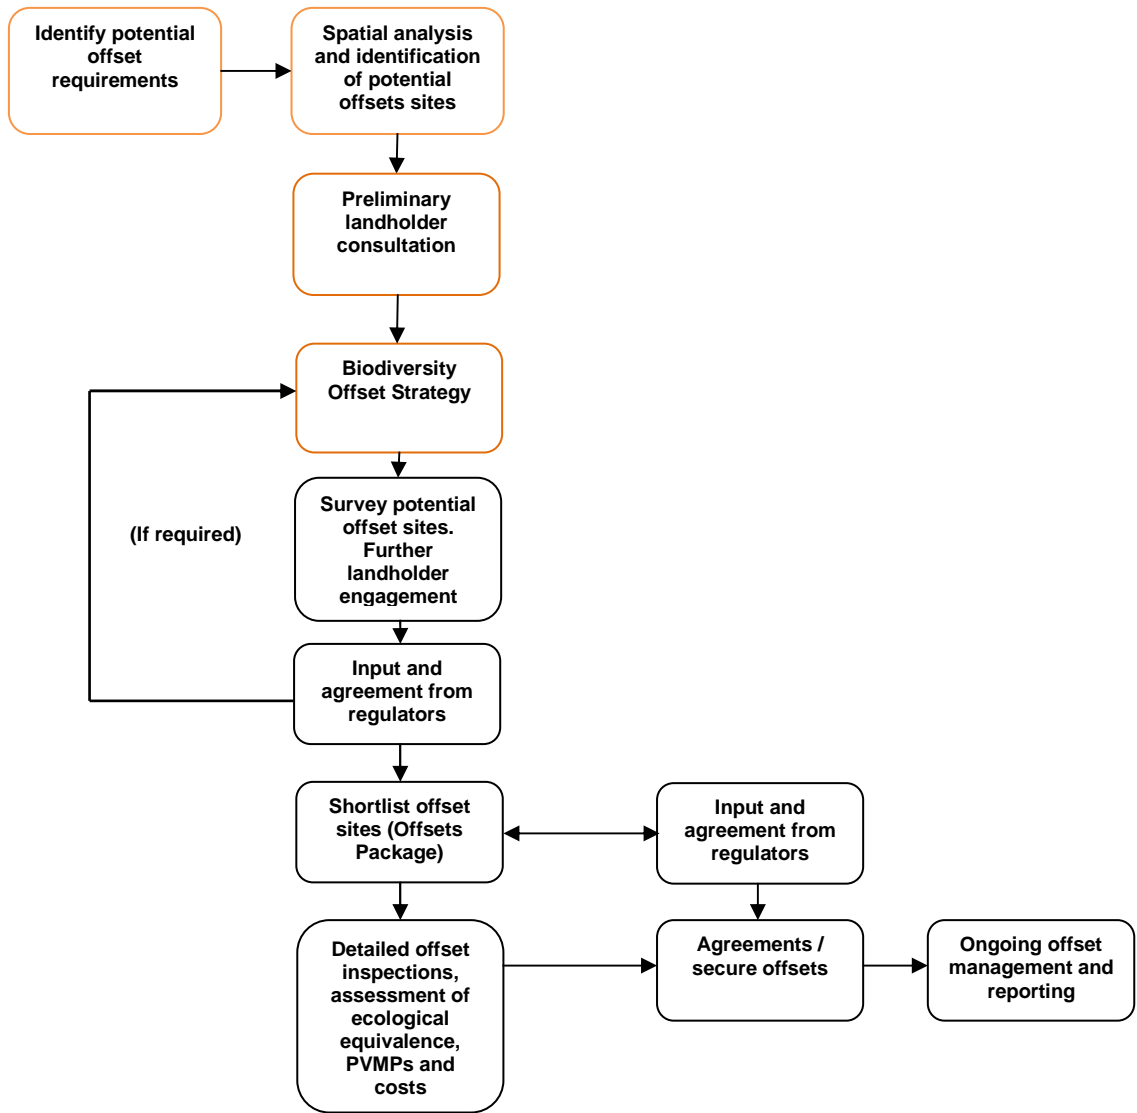 Identify potential
offset
requirements
Spatial analysis
and identification
of potential
offsets sites
Preliminary
landholder
consultation
Biodiversity
Offset Strategy
(If required)
Survey potential
offset sites.
Further
landholder
engagement
Input and
agreement from
regulators
Shortlist offset
sites (Offsets
Package)
Input and
agreement from
regulators
Detailed offset
inspections,
assessment of
ecological
equivalence,
PVMPs and
costs
Agreements /
secure offsets
Ongoing offset
management and
reporting